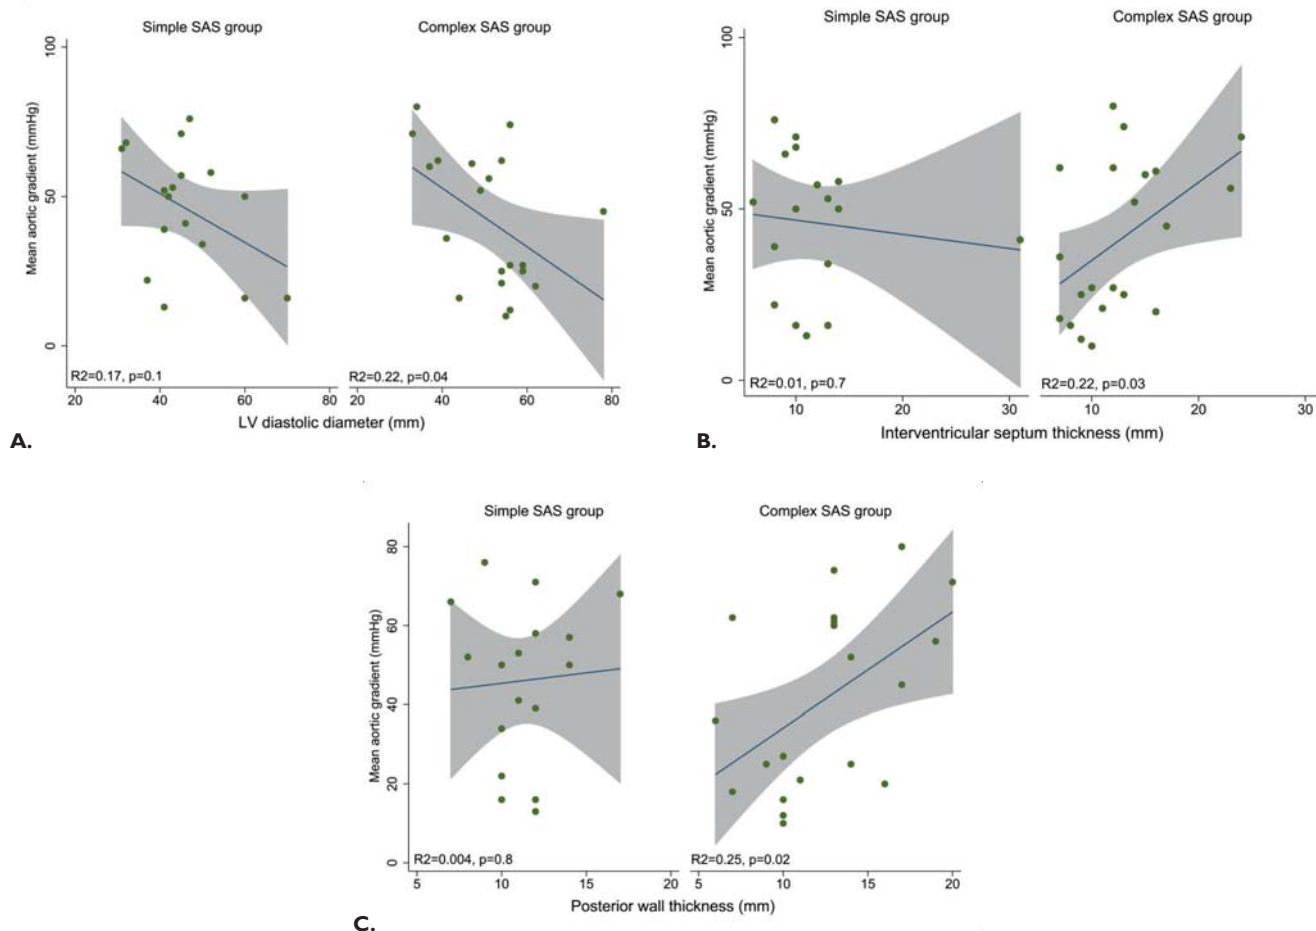 Simple SAS group
Complex SAS group
Mean aortic gradient (mmHg)
100
50
0
R2=0.17, p=0.1
R2=0.22, p=0.04
20
40
60
80
20
40
60
80
LV diastolic diameter (mm)
A.
Simple SAS group
Complex SAS group
Mean aortic gradient (mmHg)
100
50
0
R2=0.01, p=0.7
R2=0.22, p=0.03
10
20
30
10
20
30
Interventricular septum thickness (mm)
B.
Simple SAS group
Complex SAS group
Mean aortic gradient (mmHg)
80
60
40
20
0
R2=0.004, p=0.8
R2=0.25, p=0.02
5
10
15
20
5
10
15
20
Posterior wall thickness (mm)
C.